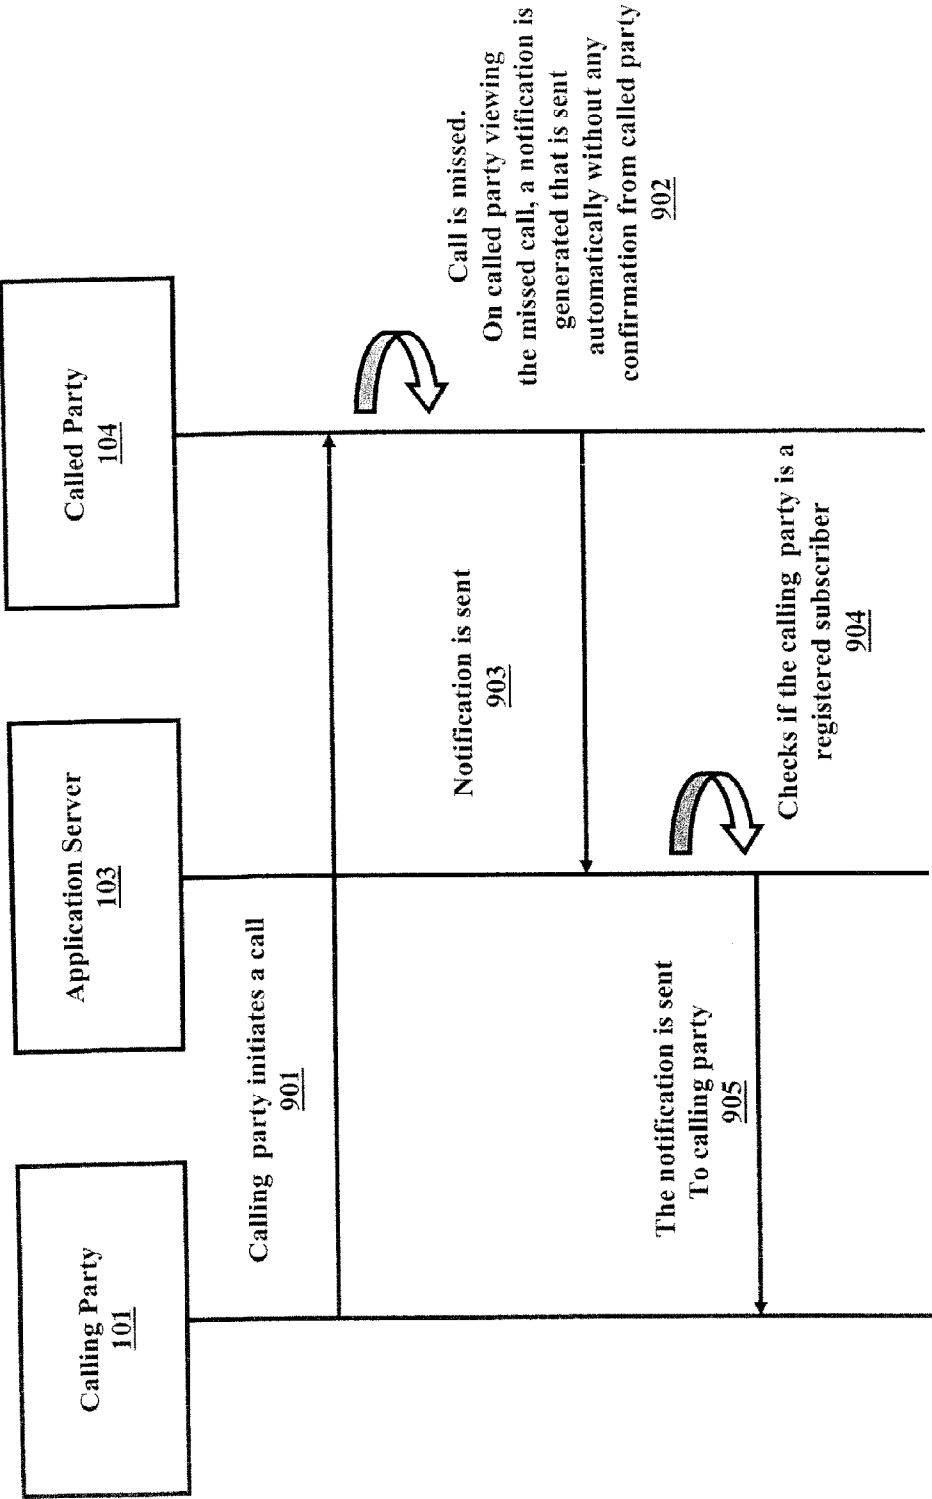 Calling Party
101
Application Server
103
Called Party
104
Calling party initiates a call
901
Call is missed.
On called party viewing
the missed call, a notification is
generated that is sent
automatically without any
confirmation from called party
902
Notification is sent
903
Checks if the calling party is a
registered subscriber
904
The notification is sent
To calling party
905